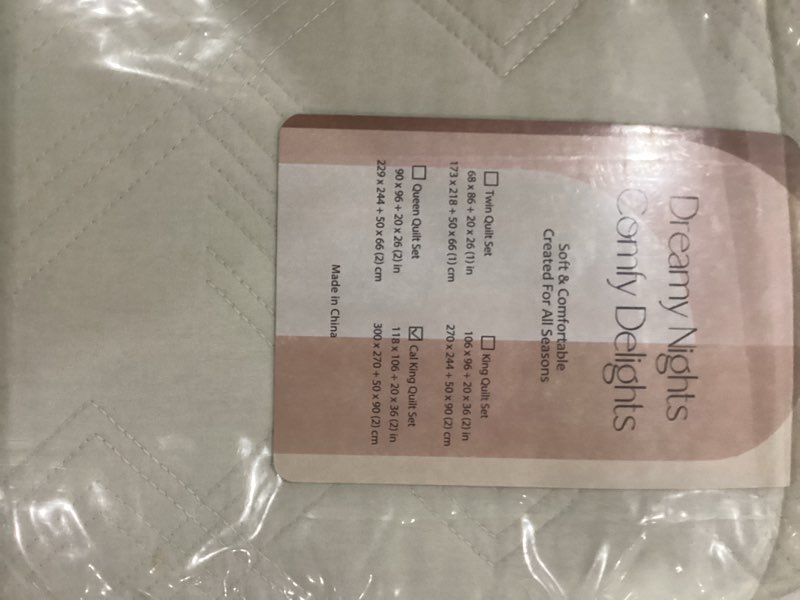 Dreamy Nights
Comfy Delights
Soft & Comfortable
Created For All Seasons
☐ Twin Quilt Set
68 x 86 + 20 x 26 (1) in
173 x 218 + 50 x 66 (1) cm
☐ King Quilt Set
106 x 96 + 20 x 36 (2) in
270 x 244 + 50 x 90 (2) cm
☐ Queen Quilt Set
90 x 96 + 20 x 26 (2) in
229 x 244 + 50 x 66 (2) cm
☑ Cal King Quilt Set
118 x 106 + 20 x 36 (2) in
300 x 270 + 50 x 90 (2) cm
Made in China